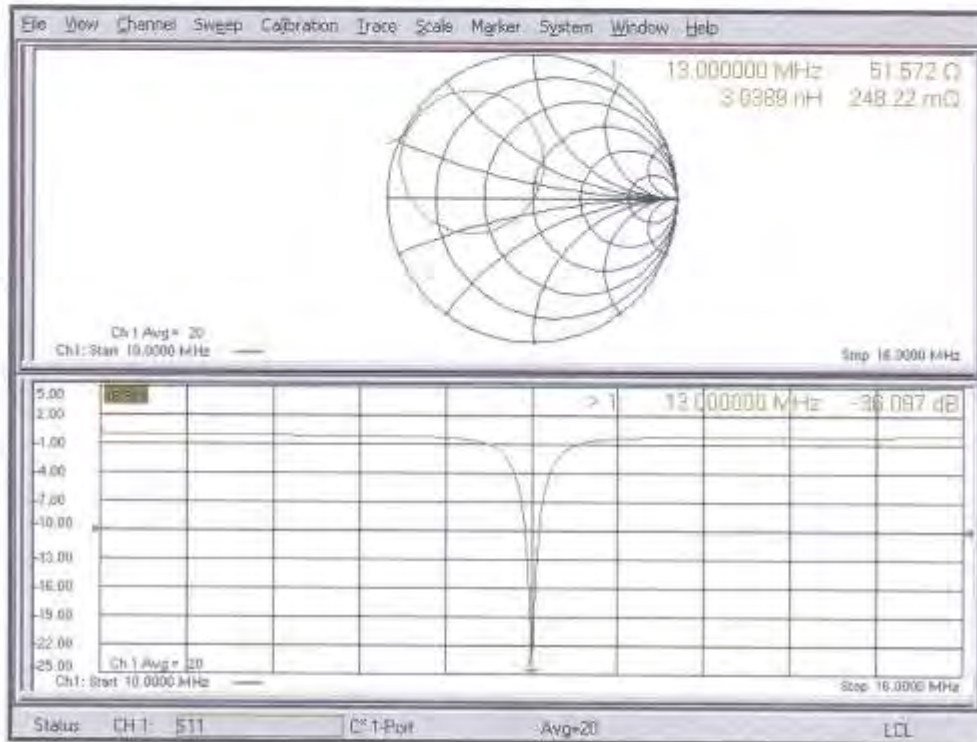 File View Channel Sweep Calibration Trace Scale Marker System Window Help
13.000000 MHz 51.572 Ω
3.0389 nH 248.22 mΩ
Ch 1 Avg = 20
Ch1: Start 10.0000 MHz
Stop 16.0000 MHz
5.00
2.00
-1.00
-4.00
-7.00
-10.00
-13.00
-16.00
-19.00
-22.00
-25.00
> 1 13.000000 MHz -36.097 dB
Ch 1 Avg = 20
Ch1: Start 10.0000 MHz
Stop 16.0000 MHz
Status CH 1: S11 C* 1-Port Avg=20 LCL